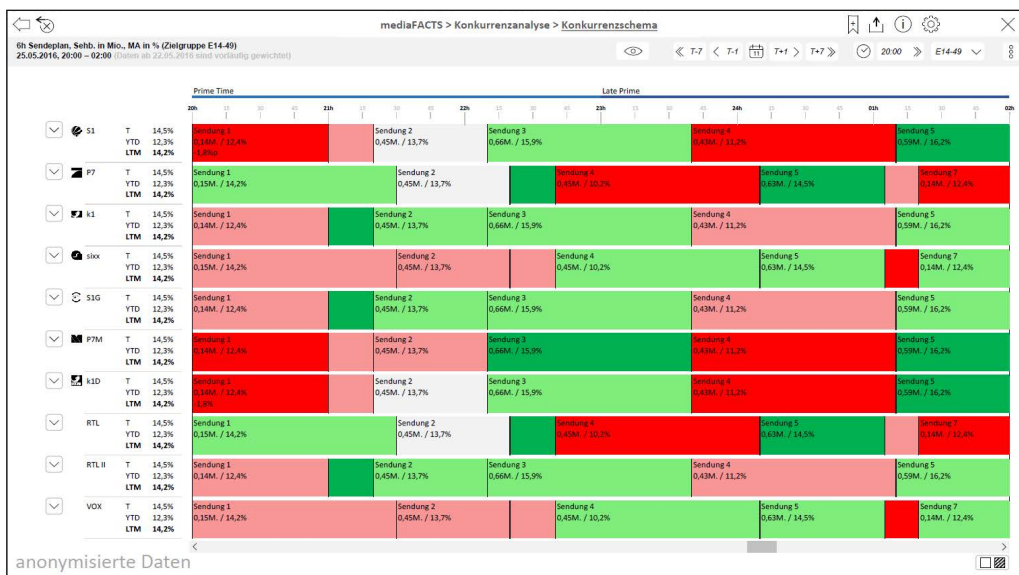 mediaFACTS > Konkurrenzanalyse > Konkurrenzschema
6h Sendeplan, Sehb. in Mio., MA in % (Zielgruppe E14-49)
25.05.2016, 20:00 – 02:00 (Daten ab 22.05.2016 sind vorläufig gewichtet)
T-7 T-1 11 T+1 T+7 20:00 E14-49
Prime Time Late Prime
20h 15 30 45 21h 15 30 45 22h 15 30 45 23h 15 30 45 24h 15 30 45 01h 15 30 45 02h
S1 T 14,5% Sendung 1 Sendung 2 Sendung 3 Sendung 4 Sendung 5
YTD 12,3% 0,14M. / 12,4% 0,45M. / 13,7% 0,66M. / 15,9% 0,43M. / 11,2% 0,59M. / 16,2%
LTM 14,2% -1,8%p
P7 T 14,5% Sendung 1 Sendung 2 Sendung 4 Sendung 5 Sendung 7
YTD 12,3% 0,15M. / 14,2% 0,45M. / 13,7% 0,45M. / 10,2% 0,63M. / 14,5% 0,14M. / 12,4%
LTM 14,2%
k1 T 14,5% Sendung 1 Sendung 2 Sendung 3 Sendung 4 Sendung 5
YTD 12,3% 0,14M. / 12,4% 0,45M. / 13,7% 0,66M. / 15,9% 0,43M. / 11,2% 0,59M. / 16,2%
LTM 14,2%
sixx T 14,5% Sendung 1 Sendung 2 Sendung 4 Sendung 5 Sendung 7
YTD 12,3% 0,15M. / 14,2% 0,45M. / 13,7% 0,45M. / 10,2% 0,63M. / 14,5% 0,14M. / 12,4%
LTM 14,2%
S1G T 14,5% Sendung 1 Sendung 2 Sendung 3 Sendung 4 Sendung 5
YTD 12,3% 0,14M. / 12,4% 0,45M. / 13,7% 0,66M. / 15,9% 0,43M. / 11,2% 0,59M. / 16,2%
LTM 14,2%
P7M T 14,5% Sendung 1 Sendung 2 Sendung 3 Sendung 4 Sendung 5
YTD 12,3% 0,14M. / 12,4% 0,45M. / 13,7% 0,66M. / 15,9% 0,43M. / 11,2% 0,59M. / 16,2%
LTM 14,2%
k1D T 14,5% Sendung 1 Sendung 2 Sendung 3 Sendung 4 Sendung 5
YTD 12,3% 0,14M. / 12,4% 0,45M. / 13,7% 0,66M. / 15,9% 0,43M. / 11,2% 0,59M. / 16,2%
LTM 14,2% -1,8%
RTL T 14,5% Sendung 1 Sendung 2 Sendung 4 Sendung 5 Sendung 7
YTD 12,3% 0,15M. / 14,2% 0,45M. / 13,7% 0,45M. / 10,2% 0,63M. / 14,5% 0,14M. / 12,4%
LTM 14,2%
RTL II T 14,5% Sendung 1 Sendung 2 Sendung 3 Sendung 4 Sendung 5
YTD 12,3% 0,14M. / 12,4% 0,45M. / 13,7% 0,66M. / 15,9% 0,43M. / 11,2% 0,59M. / 16,2%
LTM 14,2%
VOX T 14,5% Sendung 1 Sendung 2 Sendung 4 Sendung 5 Sendung 7
YTD 12,3% 0,15M. / 14,2% 0,45M. / 13,7% 0,45M. / 10,2% 0,63M. / 14,5% 0,14M. / 12,4%
LTM 14,2%
anonymisierte Daten